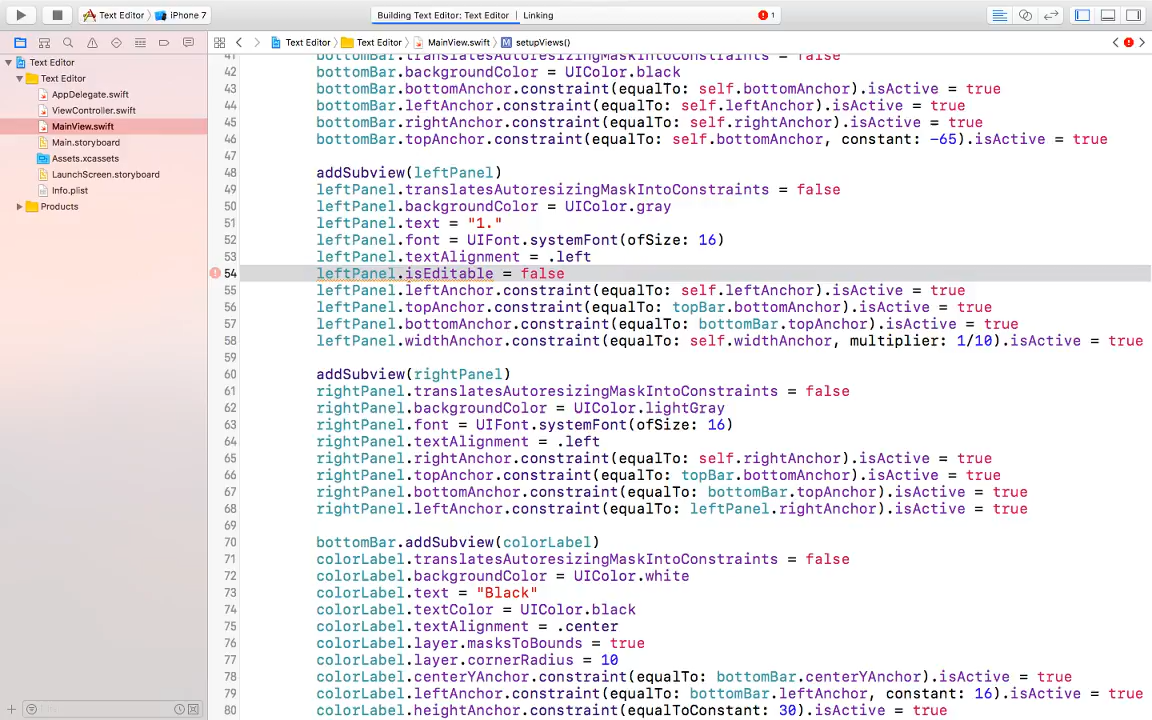 Text Editor
iPhone 7
Building Text Editor: Text Editor
Linking
1
Text Editor
Text Editor
MainView.swift
M
setupViews()
Text Editor
Text Editor
AppDelegate.swift
ViewController.swift
MainView.swift
Main.storyboard
Assets.xcassets
LaunchScreen.storyboard
Info.plist
Products
41 bottomBar.translatesAutoresizingMaskIntoConstraints = false
42 bottomBar.backgroundColor = UIColor.black
43 bottomBar.bottomAnchor.constraint(equalTo: self.bottomAnchor).isActive = true
44 bottomBar.leftAnchor.constraint(equalTo: self.leftAnchor).isActive = true
45 bottomBar.rightAnchor.constraint(equalTo: self.rightAnchor).isActive = true
46 bottomBar.topAnchor.constraint(equalTo: self.bottomAnchor, constant: -65).isActive = true
47
48 addSubview(leftPanel)
49 leftPanel.translatesAutoresizingMaskIntoConstraints = false
50 leftPanel.backgroundColor = UIColor.gray
51 leftPanel.text = "1."
52 leftPanel.font = UIFont.systemFont(ofSize: 16)
53 leftPanel.textAlignment = .left
54 leftPanel.isEditable = false
55 leftPanel.leftAnchor.constraint(equalTo: self.leftAnchor).isActive = true
56 leftPanel.topAnchor.constraint(equalTo: topBar.bottomAnchor).isActive = true
57 leftPanel.bottomAnchor.constraint(equalTo: bottomBar.topAnchor).isActive = true
58 leftPanel.widthAnchor.constraint(equalTo: self.widthAnchor, multiplier: 1/10).isActive = true
59
60 addSubview(rightPanel)
61 rightPanel.translatesAutoresizingMaskIntoConstraints = false
62 rightPanel.backgroundColor = UIColor.lightGray
63 rightPanel.font = UIFont.systemFont(ofSize: 16)
64 rightPanel.textAlignment = .left
65 rightPanel.rightAnchor.constraint(equalTo: self.rightAnchor).isActive = true
66 rightPanel.topAnchor.constraint(equalTo: topBar.bottomAnchor).isActive = true
67 rightPanel.bottomAnchor.constraint(equalTo: bottomBar.topAnchor).isActive = true
68 rightPanel.leftAnchor.constraint(equalTo: leftPanel.rightAnchor).isActive = true
69
70 bottomBar.addSubview(colorLabel)
71 colorLabel.translatesAutoresizingMaskIntoConstraints = false
72 colorLabel.backgroundColor = UIColor.white
73 colorLabel.text = "Black"
74 colorLabel.textColor = UIColor.black
75 colorLabel.textAlignment = .center
76 colorLabel.layer.masksToBounds = true
77 colorLabel.layer.cornerRadius = 10
78 colorLabel.centerYAnchor.constraint(equalTo: bottomBar.centerYAnchor).isActive = true
79 colorLabel.leftAnchor.constraint(equalTo: bottomBar.leftAnchor, constant: 16).isActive = true
80 colorLabel.heightAnchor.constraint(equalToConstant: 30).isActive = true